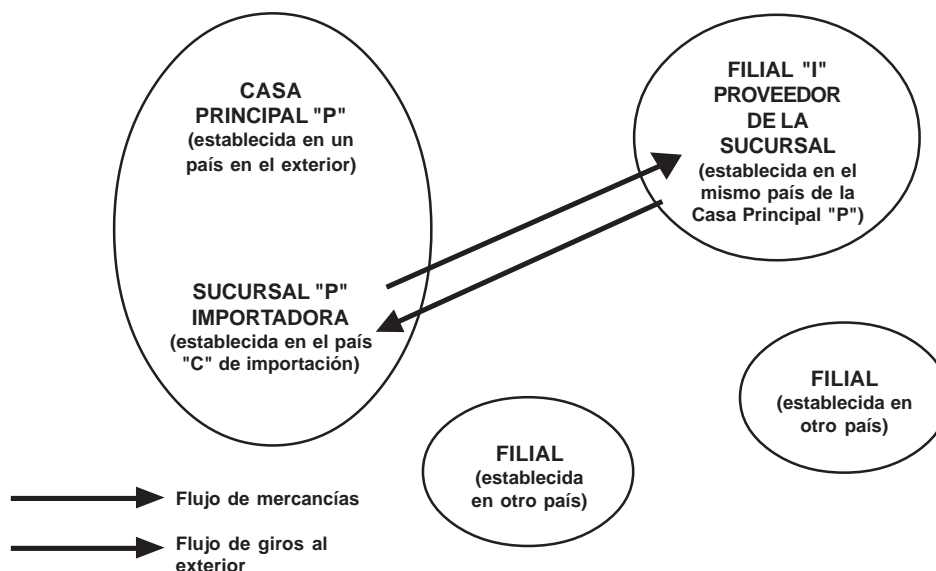 CASA
PRINCIPAL "P"
(establecida en un
país en el exterior)
SUCURSAL "P"
IMPORTADORA
(establecida en el país
"C" de importación)
FILIAL "I"
PROVEEDOR
DE LA
SUCURSAL
(establecida en el
mismo país de la
Casa Principal "P")
FILIAL
(establecida en
otro país)
FILIAL
(establecida
en otro país)
Flujo de mercancías
Flujo de giros al
exterior